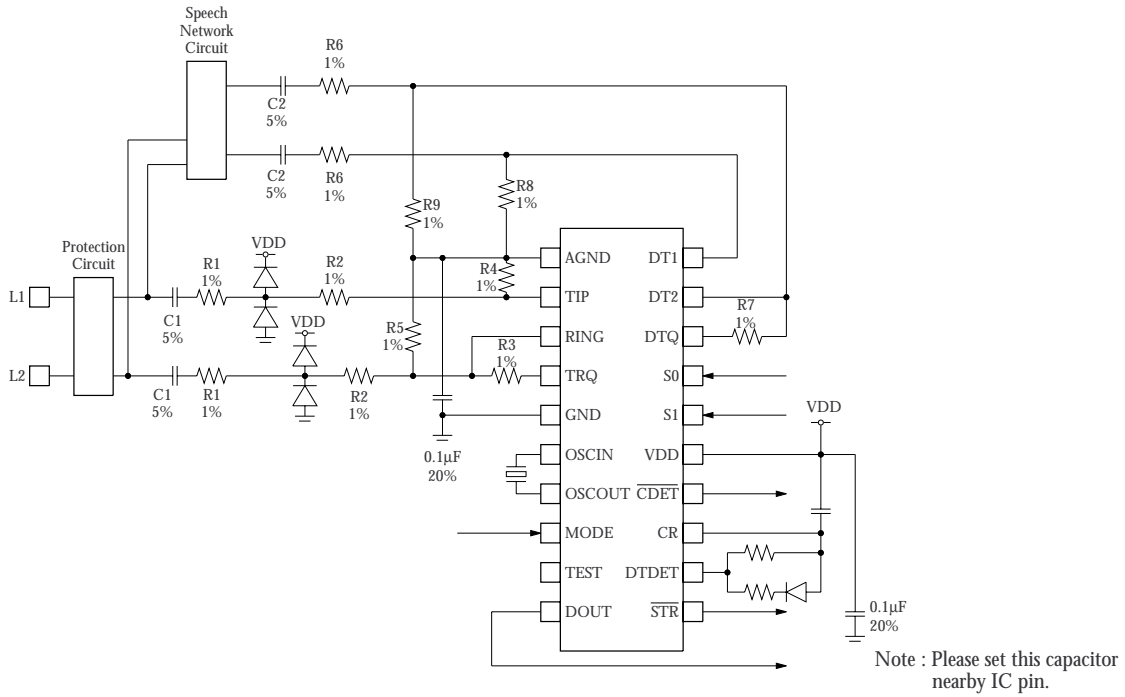 Speech
Network
Circuit
R6
1%
C2
5%
C2
5%
R6
1%
R9
1%
R8
1%
Protection
Circuit
VDD
R1
1%
R2
1%
R4
1%
L1
C1
5%
VDD
R5
1%
R3
1%
L2
C1
5%
R1
1%
R2
1%
0.1μF
20%
AGND
TIP
RING
TRQ
GND
OSCIN
OSCOUT
MODE
TEST
DOUT
DT1
DT2
DTQ
S0
S1
VDD
CDET
CR
DTDET
STR
R7
1%
VDD
0.1μF
20%
Note : Please set this capacitor
nearby IC pin.